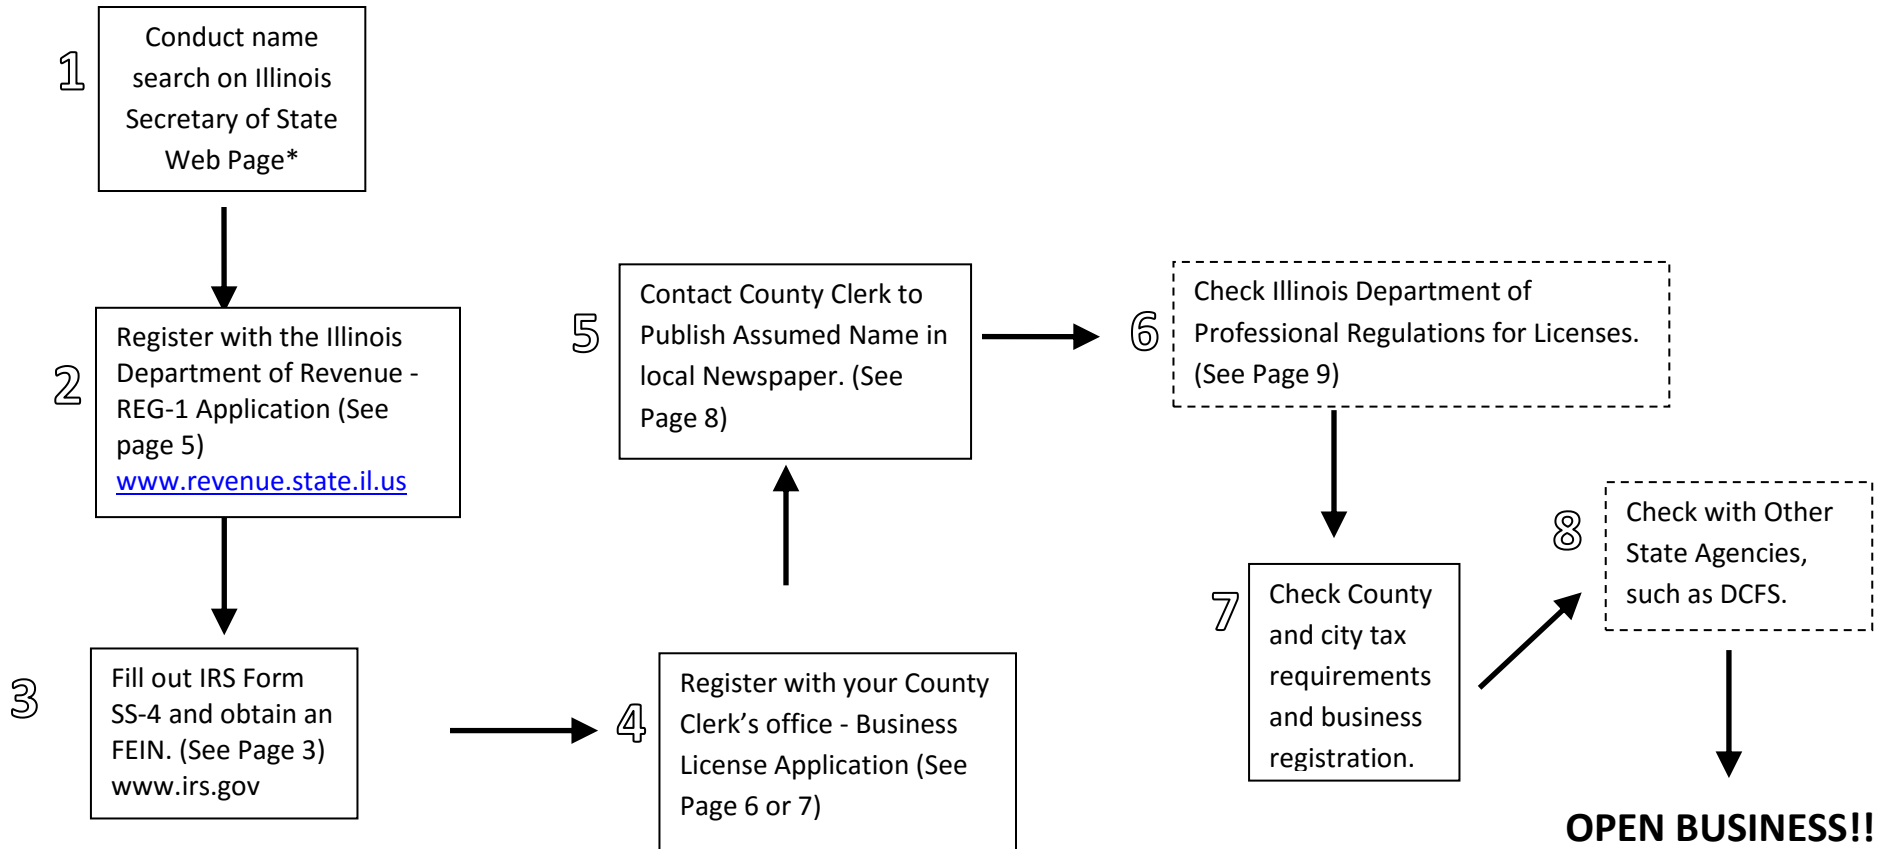 1
Conduct name
search on Illinois
Secretary of State
Web Page*
2
Register with the Illinois
Department of Revenue -
REG-1 Application (See
page 5)
www.revenue.state.il.us
3
Fill out IRS Form
SS-4 and obtain an
FEIN. (See Page 3)
www.irs.gov
4
Register with your County
Clerk’s office - Business
License Application (See
Page 6 or 7)
5
Contact County Clerk to
Publish Assumed Name in
local Newspaper. (See
Page 8)
6
Check Illinois Department of
Professional Regulations for Licenses.
(See Page 9)
7
Check County
and city tax
requirements
and business
registration.
8
Check with Other
State Agencies,
such as DCFS.
OPEN BUSINESS!!